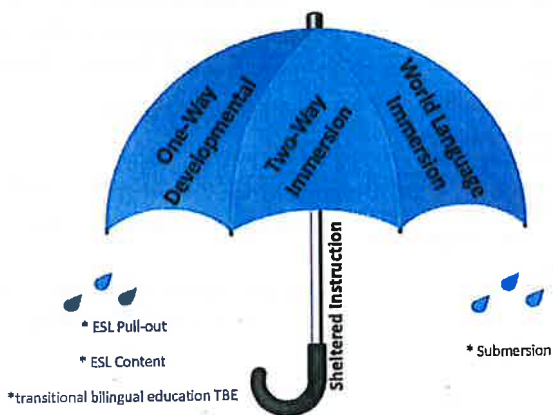 One-Way
Developmental
Two-Way
Immersion
World Language
Immersion
Sheltered Instruction
* ESL Pull-out
* ESL Content
*transitional bilingual education TBE
* Submersion